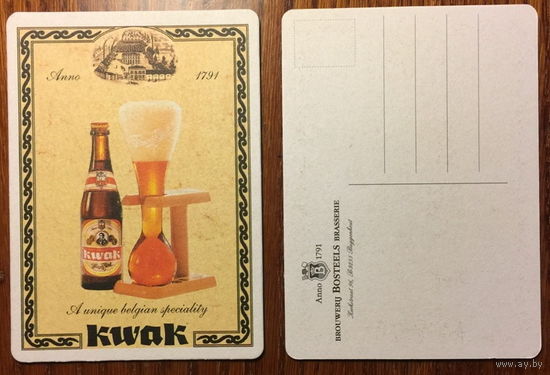 Anno 1791
kwak
A unique belgian speciality
kwak
Anno 1791
BROUWERIJ BOSTEELS BRASSERIE
Kerkstraat 96, B-9255 Buggenhout
www.ay.by